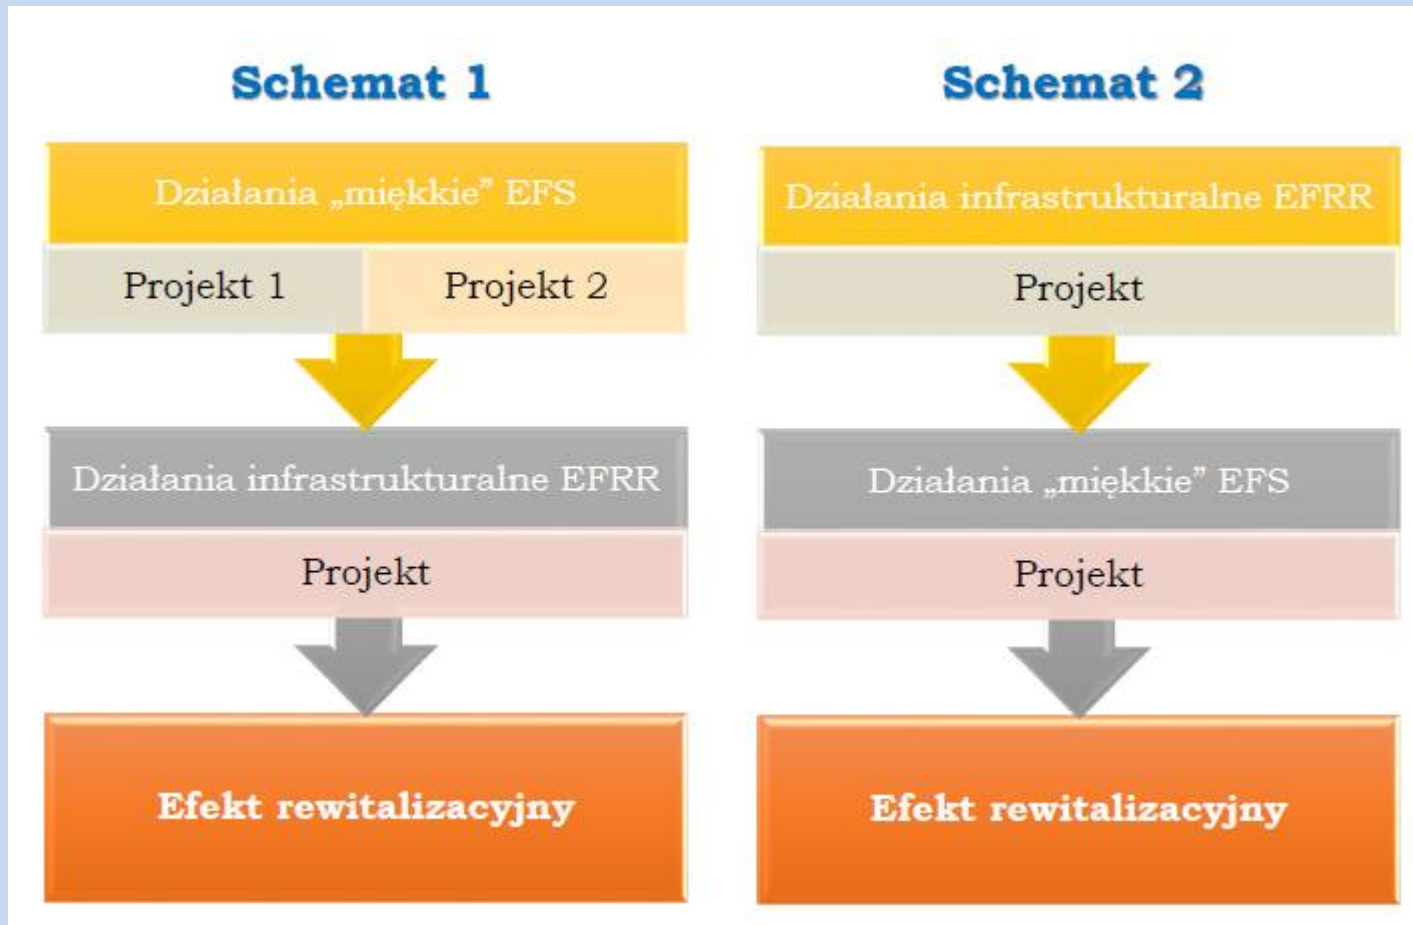 Schemat 1
Działania „miękkie” EFS
Projekt 1
Projekt 2
Działania infrastrukturalne EFRR
Projekt
Efekt rewitalizacyjny
Schemat 2
Działania infrastrukturalne EFRR
Projekt
Działania „miękkie” EFS
Projekt
Efekt rewitalizacyjny